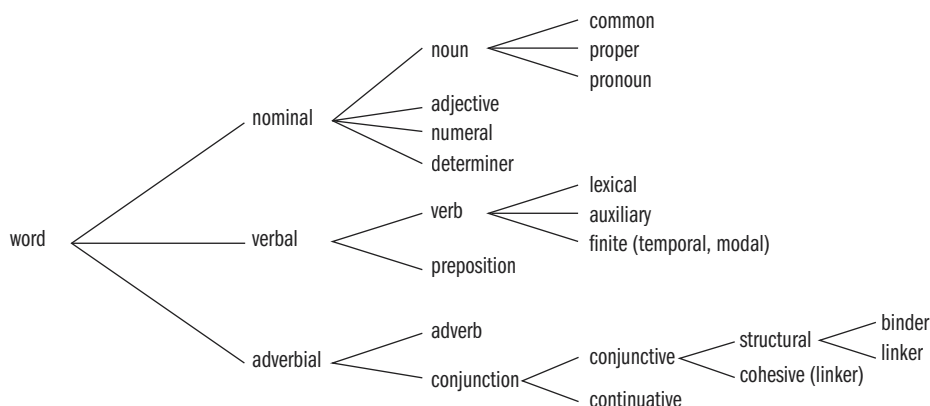 common
noun
proper
pronoun
adjective
nominal
numeral
determiner
lexical
verb
auxiliary
word
verbal
finite (temporal, modal)
preposition
binder
adverb
structural
linker
adverbial
conjunctive
cohesive (linker)
conjunction
continuative